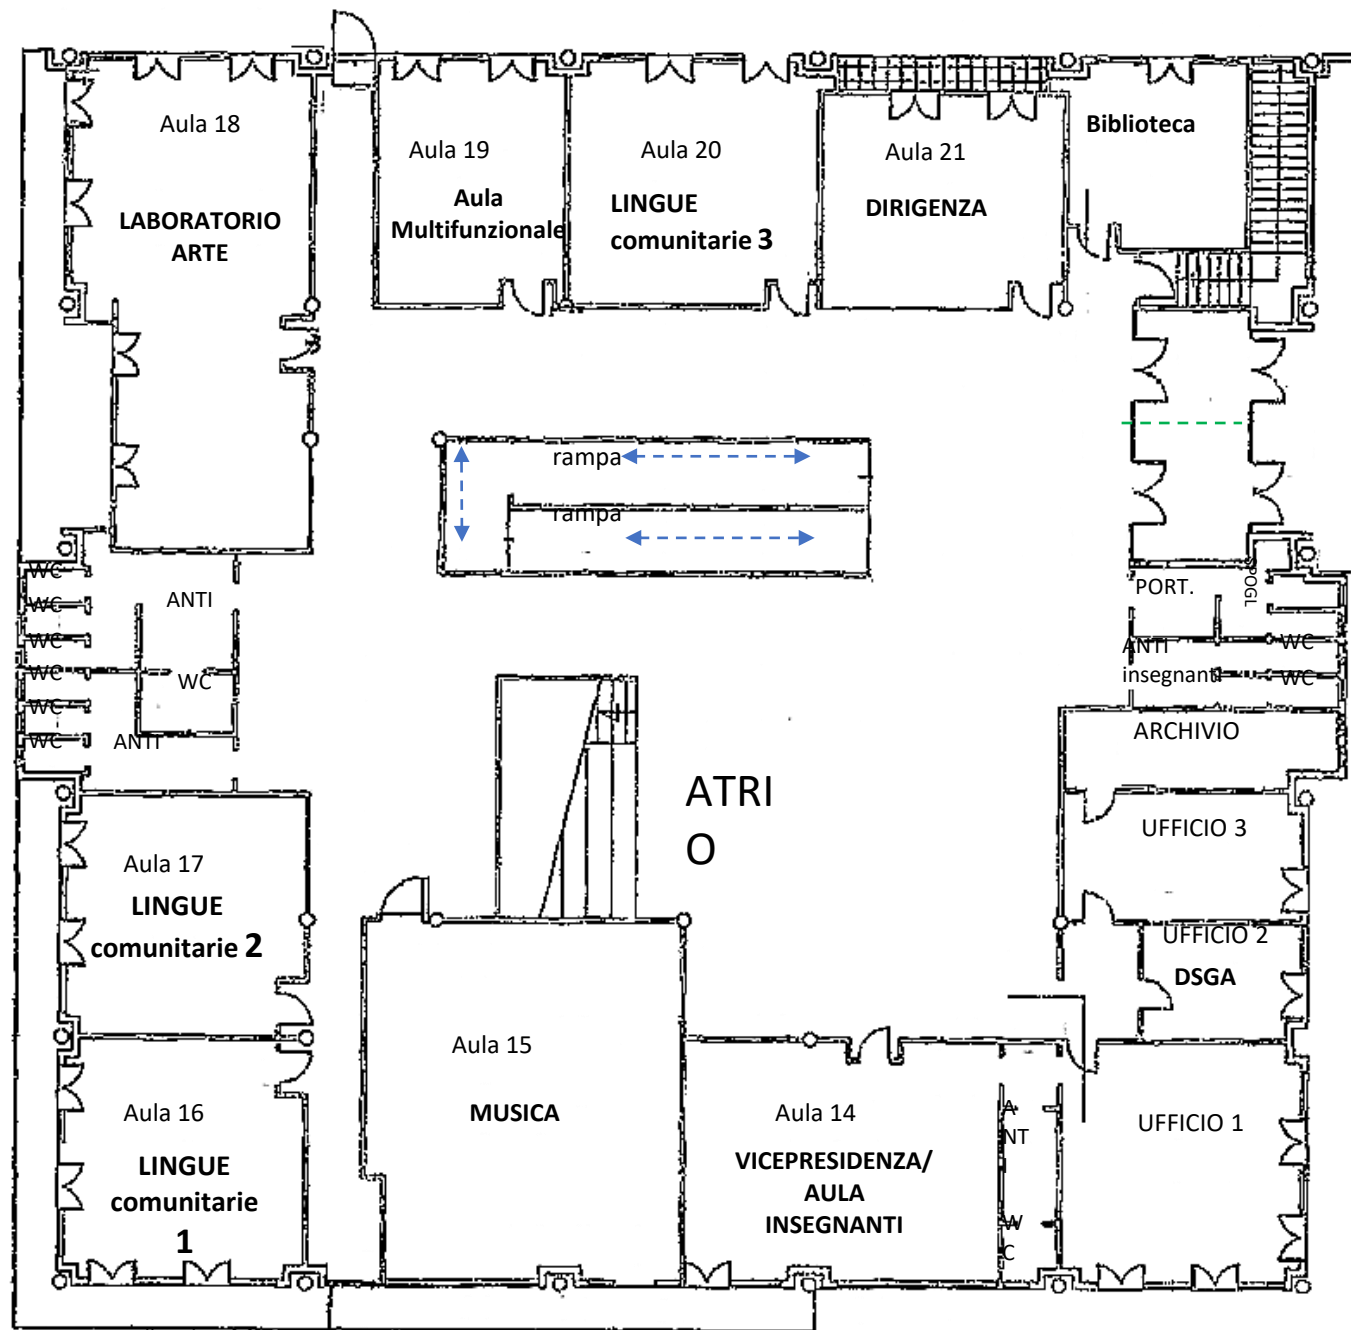 Aula 18
LABORATORIO
ARTE
Aula 19
Aula
Multifunzionale
Aula 20
LINGUE
comunitarie 3
Aula 21
DIRIGENZA
Biblioteca
rampa
rampa
WC
WC
WC
WC
WC
WC
ANTI
WC
ANTI
PORT.
SPOGL
ANTI
insegnanti
WC
WC
ARCHIVIO
ATRI
O
UFFICIO 3
UFFICIO 2
DSGA
UFFICIO 1
Aula 17
LINGUE
comunitarie 2
Aula 16
LINGUE
comunitarie
1
Aula 15
MUSICA
Aula 14
VICEPRESIDENZA/
AULA
INSEGNANTI
A
NT
W
C